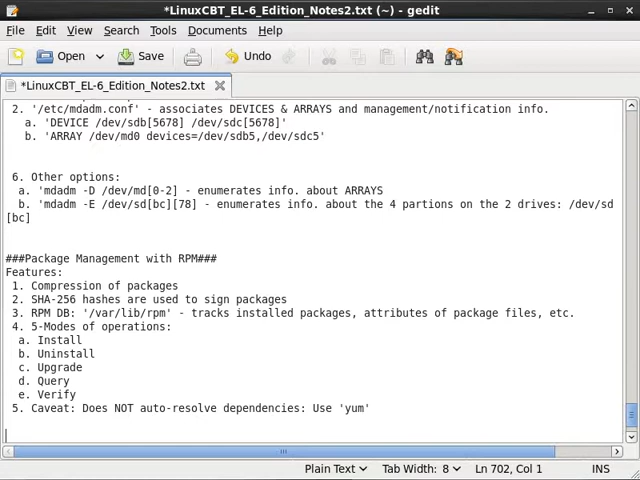 *LinuxCBT_EL-6_Edition_Notes2.txt (~) - gedit
File Edit View Search Tools Documents Help
Open Save Undo
*LinuxCBT_EL-6_Edition_Notes2.txt
2. '/etc/mdadm.conf' - associates DEVICES & ARRAYS and management/notification info.
a. 'DEVICE /dev/sdb[5678] /dev/sdc[5678]'
b. 'ARRAY /dev/md0 devices=/dev/sdb5,/dev/sdc5'
6. Other options:
a. 'mdadm -D /dev/md[0-2] - enumerates info. about ARRAYS
b. 'mdadm -E /dev/sd[bc][78] - enumerates info. about the 4 partions on the 2 drives: /dev/sd
[bc]
###Package Management with RPM###
Features:
1. Compression of packages
2. SHA-256 hashes are used to sign packages
3. RPM DB: '/var/lib/rpm' - tracks installed packages, attributes of package files, etc.
4. 5-Modes of operations:
a. Install
b. Uninstall
c. Upgrade
d. Query
e. Verify
5. Caveat: Does NOT auto-resolve dependencies: Use 'yum'
Plain Text Tab Width: 8 Ln 702, Col 1 INS